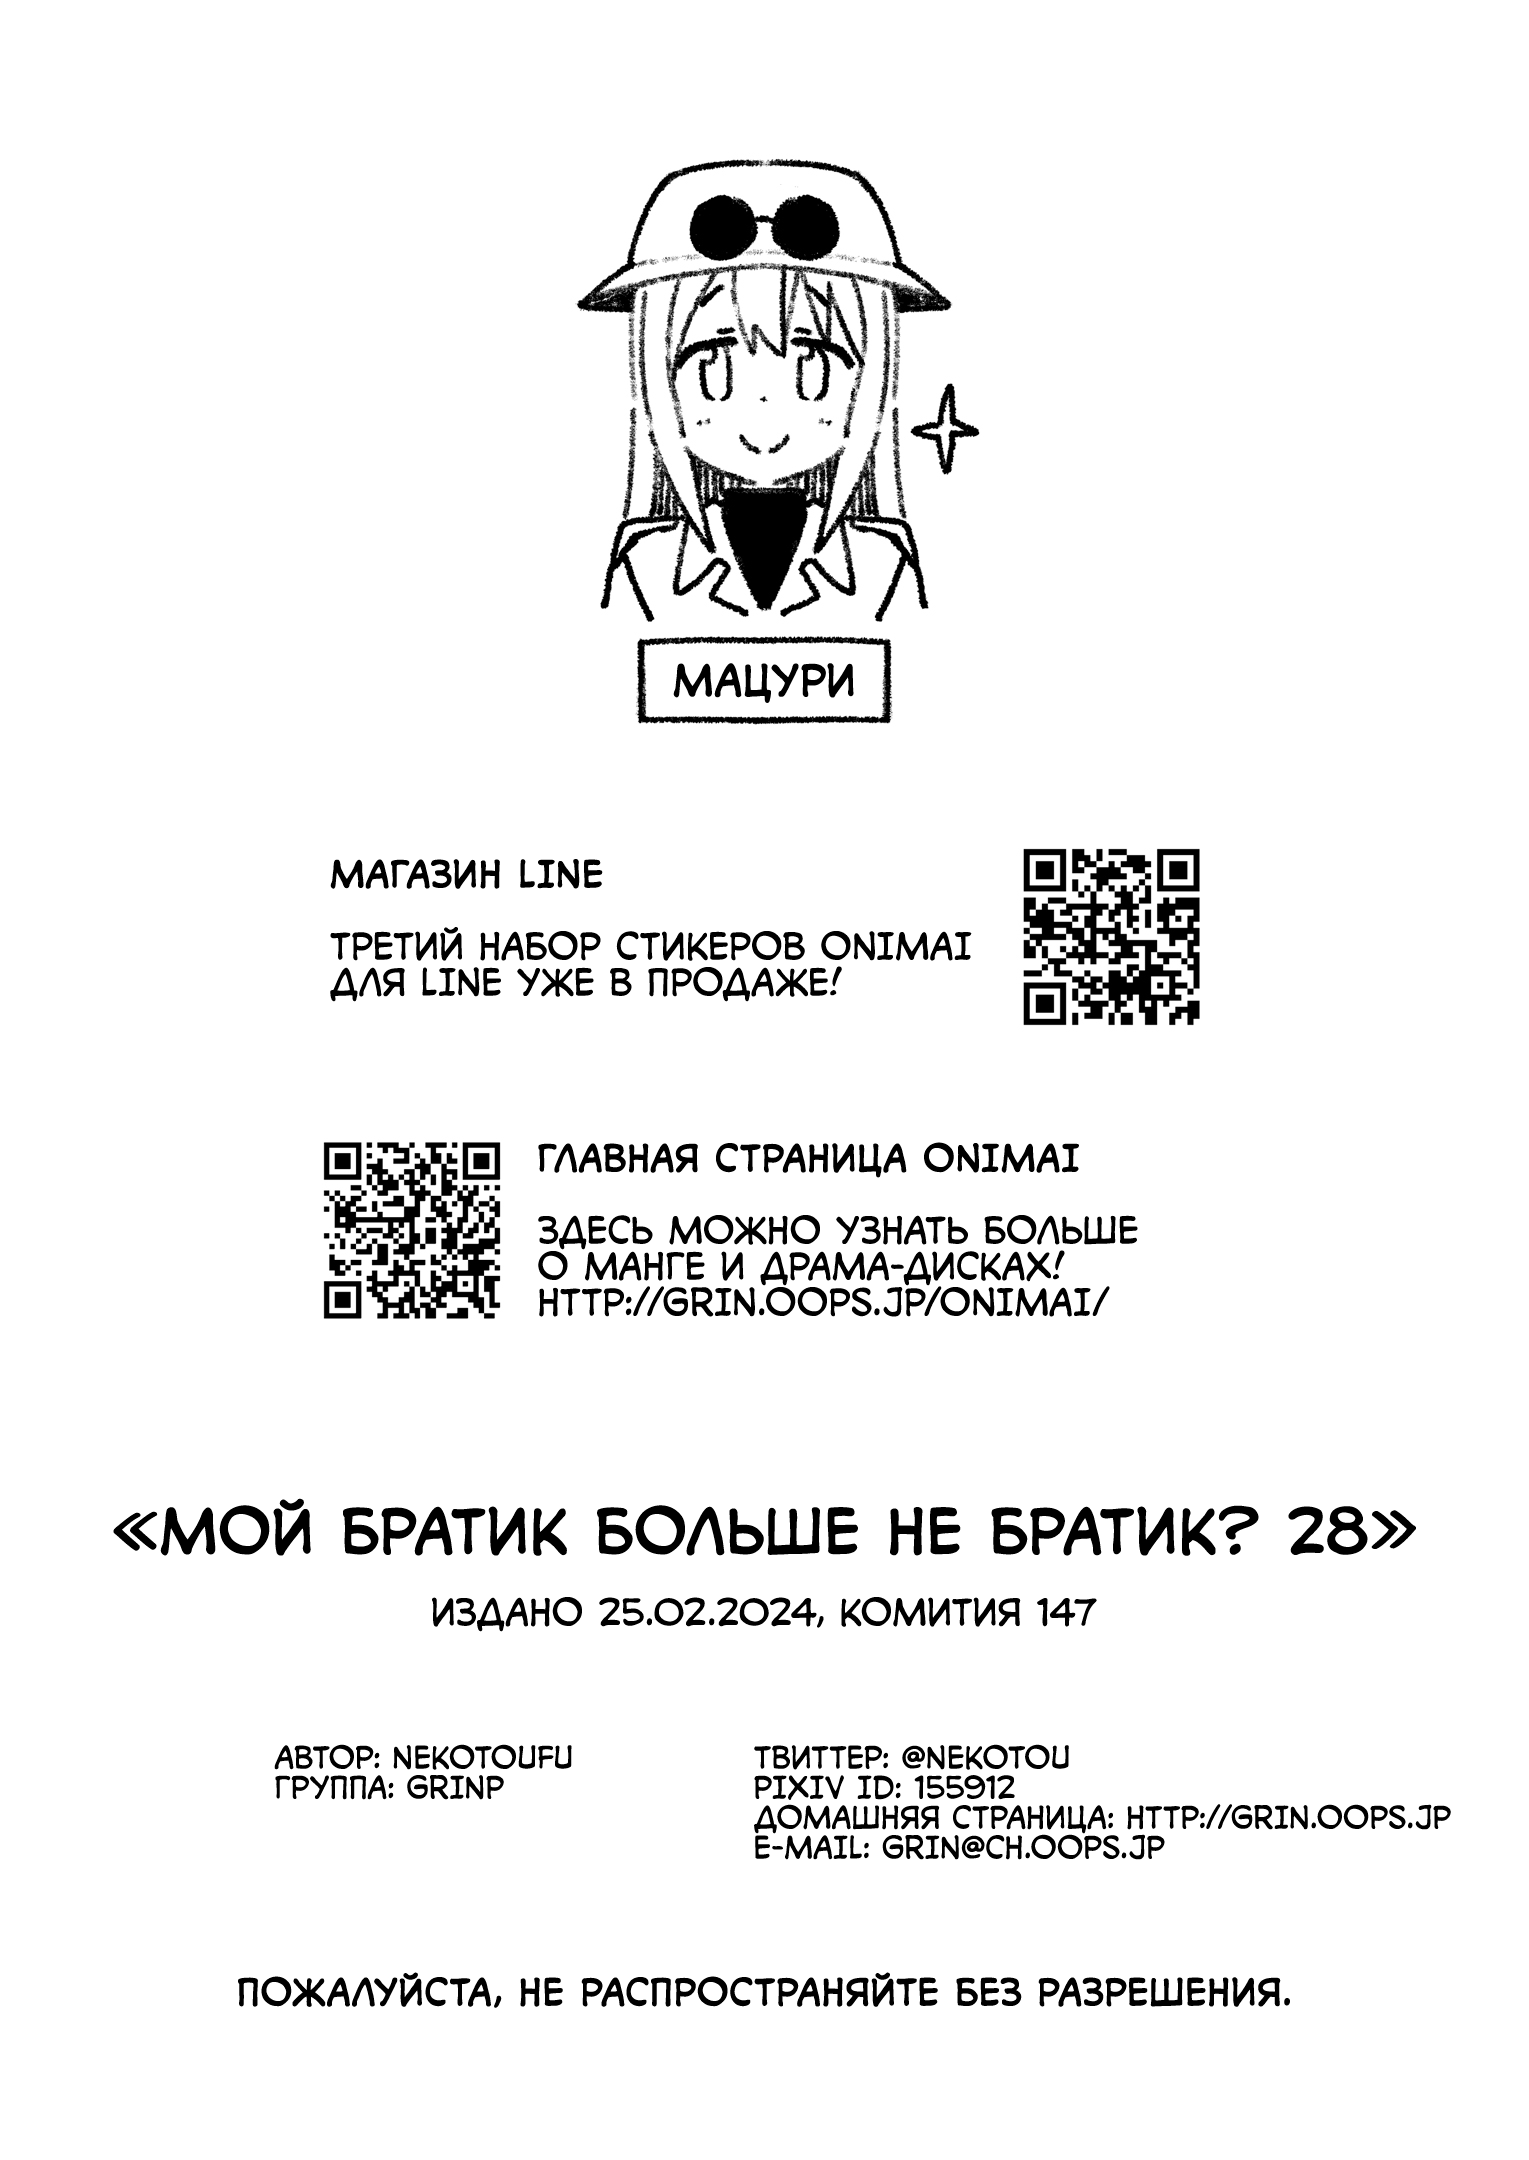 МАЦУРИ
МАГАЗИН LINE
ТРЕТИЙ НАБОР СТИКЕРОВ ONIMAI
ДЛЯ LINE УЖЕ В ПРОДАЖЕ!
ГЛАВНАЯ СТРАНИЦА ONIMAI
ЗДЕСЬ МОЖНО УЗНАТЬ БОЛЬШЕ
О МАНГЕ И ДРАМА-ДИСКАХ!
HTTP://GRIN.OOPS.JP/ONIMAI/
«МОЙ БРАТИК БОЛЬШЕ НЕ БРАТИК? 28»
ИЗДАНО 25.02.2024, КОМИТИЯ 147
АВТОР: NEKOTOUFU
ГРУППА: GRINP
ТВИТТЕР: @NEKOTOU
PIXIV ID: 155912
ДОМАШНЯЯ СТРАНИЦА: HTTP://GRIN.OOPS.JP
E-MAIL: GRIN@CH.OOPS.JP
ПОЖАЛУЙСТА, НЕ РАСПРОСТРАНЯЙТЕ БЕЗ РАЗРЕШЕНИЯ.